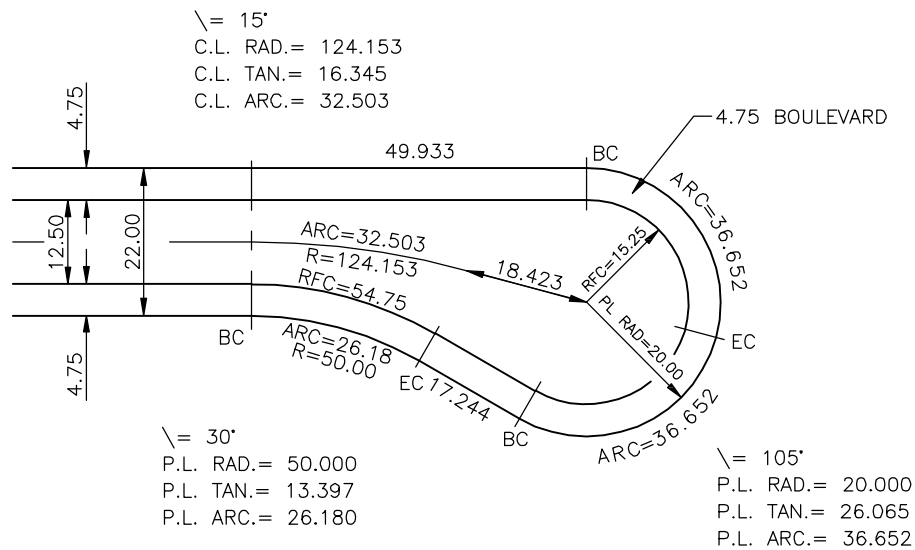 \= 15°
C.L. RAD.= 124.153
C.L. TAN.= 16.345
C.L. ARC.= 32.503
4.75
4.75 BOULEVARD
49.933
BC
ARC=36.652
12.50
22.00
ARC=32.503
R=124.153
18.423
RFC=15.25
RFC=54.75
PL RAD=20.00
BC
ARC=26.18
R=50.00
EC
4.75
EC
17.244
BC
ARC=36.652
\= 30°
P.L. RAD.= 50.000
P.L. TAN.= 13.397
P.L. ARC.= 26.180
\= 105°
P.L. RAD.= 20.000
P.L. TAN.= 26.065
P.L. ARC.= 36.652